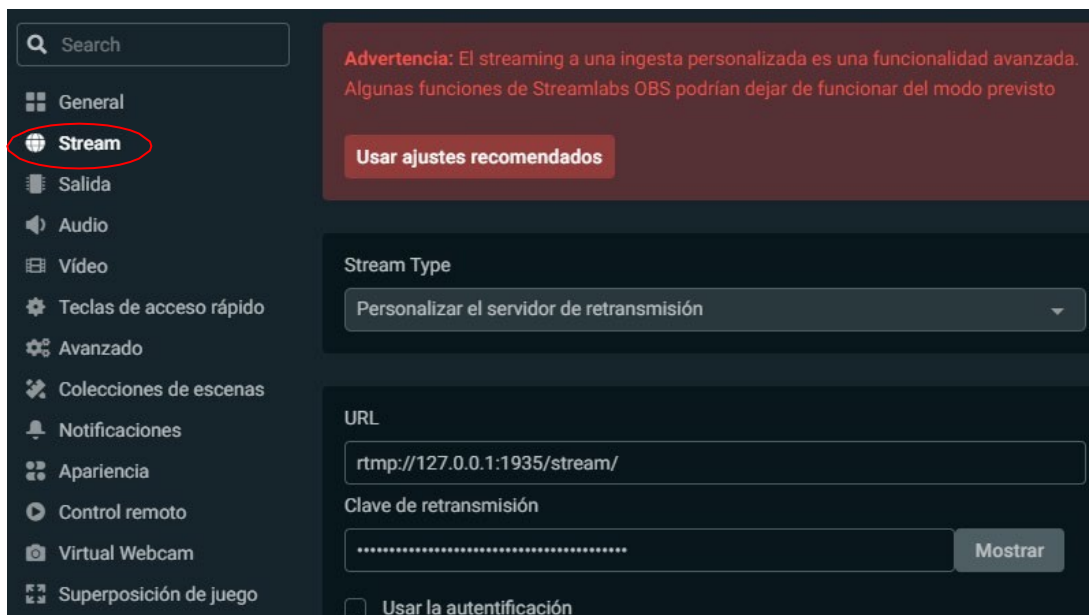 Search
General
Stream
Salida
Audio
Vídeo
Teclas de acceso rápido
Avanzado
Colecciones de escenas
Notificaciones
Apariencia
Control remoto
Virtual Webcam
Superposición de juego
Advertencia: El streaming a una ingesta personalizada es una funcionalidad avanzada.
Algunas funciones de Streamlabs OBS podrían dejar de funcionar del modo previsto
Usar ajustes recomendados
Stream Type
Personalizar el servidor de retransmisión
URL
rtmp://127.0.0.1:1935/stream/
Clave de retransmisión
Mostrar
Usar la autentificación